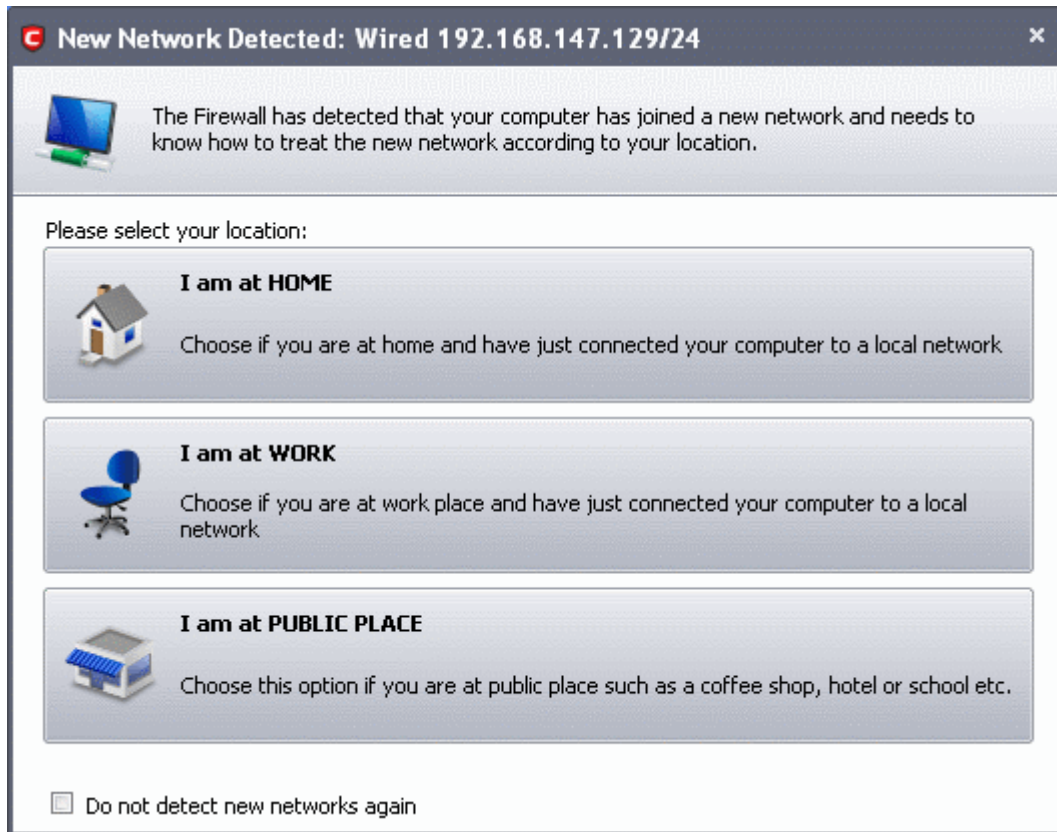 New Network Detected: Wired 192.168.147.129/24
The Firewall has detected that your computer has joined a new network and needs to
know how to treat the new network according to your location.
Please select your location:
I am at HOME
Choose if you are at home and have just connected your computer to a local network
I am at WORK
Choose if you are at work place and have just connected your computer to a local
network
I am at PUBLIC PLACE
Choose this option if you are at public place such as a coffee shop, hotel or school etc.
Do not detect new networks again